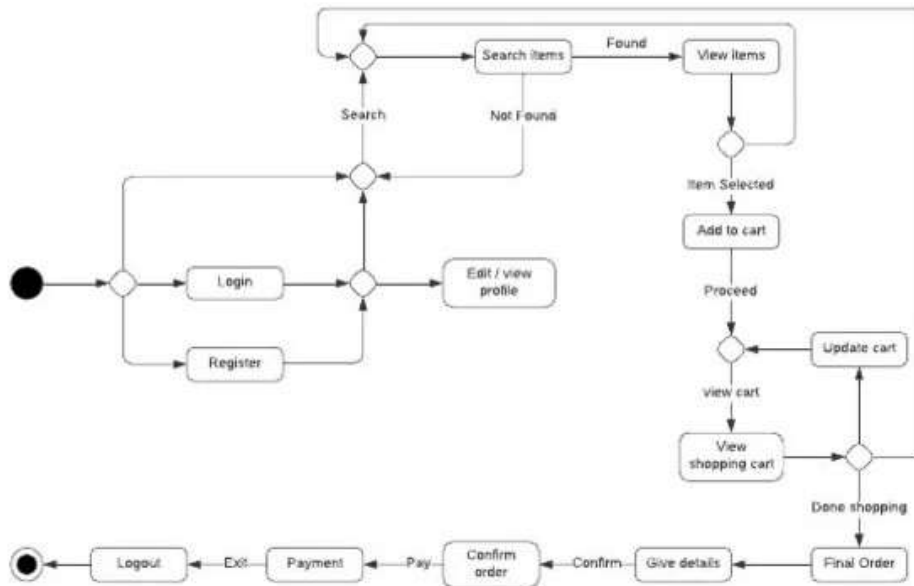 Search items
Found
View items
Search
Not Found
Item Selected
Add to cart
Login
Edit / view
profile
Proceed
Register
Update cart
view cart
View
shopping cart
Done shopping
Logout
Exit
Payment
Pay
Confirm
order
Confirm
Give details
Final Order